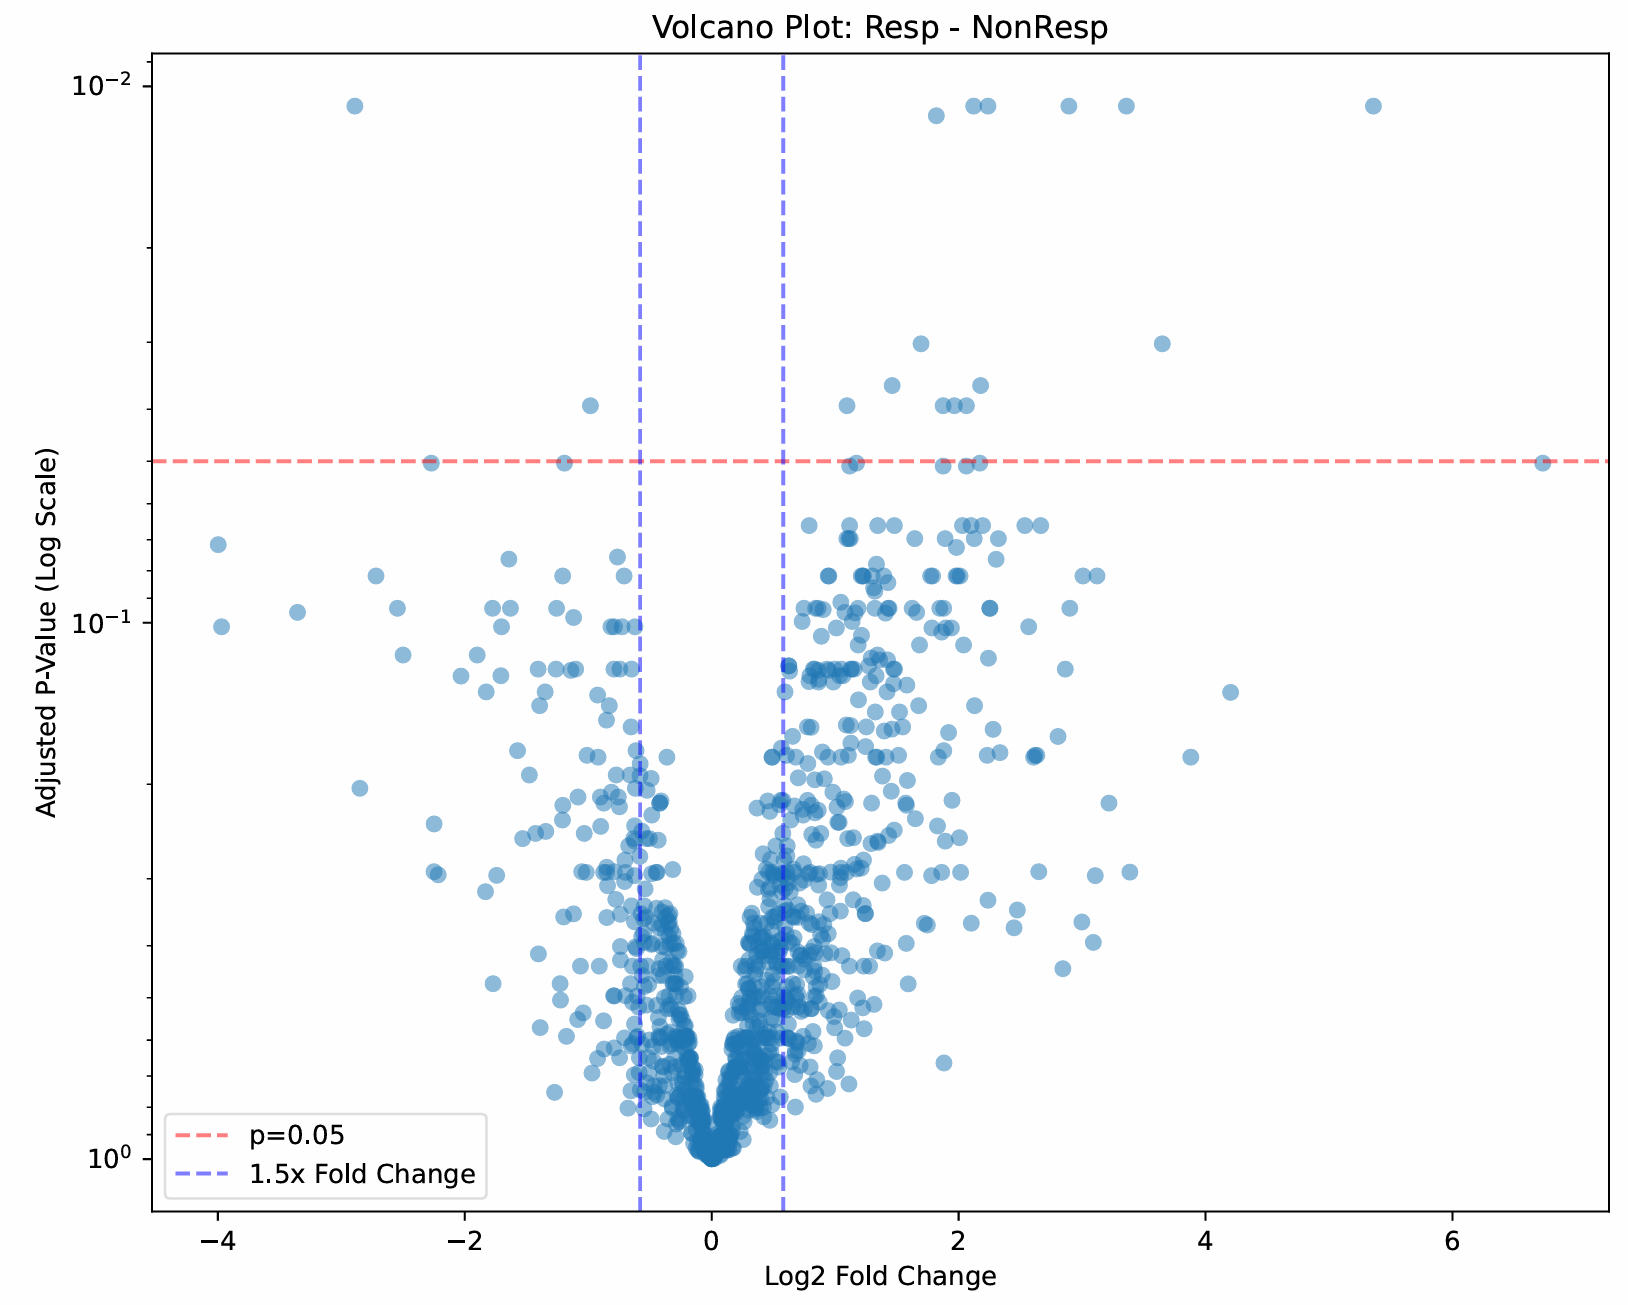 Volcano Plot: Resp - NonResp
Adjusted P-Value (Log Scale)
10⁻²
10⁻¹
10⁰
p=0.05
1.5x Fold Change
−4 −2 0 2 4 6
Log2 Fold Change